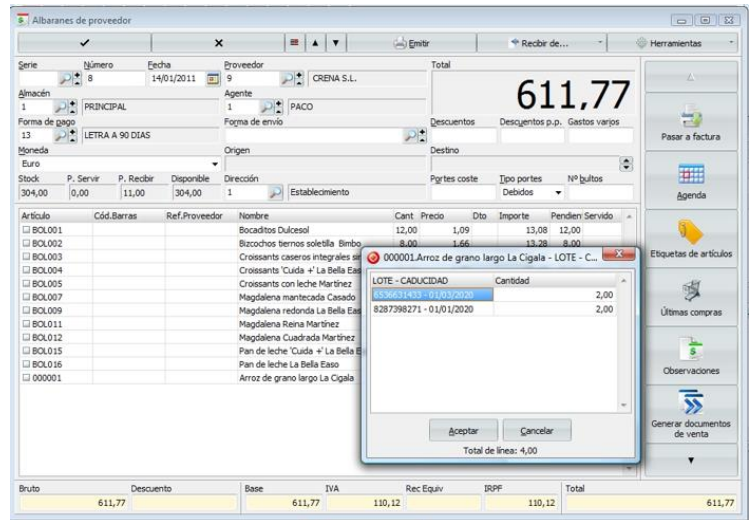 Albaranes de proveedor
Emitir Recibir de... Herramientas
Serie Número Fecha Proveedor Total
8 14/01/2011 9 CRENA S.L. 611,77
Almacén Agente
1 PRINCIPAL 1 PACO
Forma de pago Forma de envío Descuentos Descuentos p.p. Gastos varios
13 LETRA A 90 DIAS
Moneda Origen Destino
Euro
Stock P. Servir P. Recibir Disponible Dirección Portes coste Tipo portes Nº bultos
304,00 0,00 11,00 304,00 1 Establecimiento Debidos
Artículo Cód.Barras Ref.Proveedor Nombre Cant Precio Dto Importe Pendien Servido
BOL001 Bocaditos Dulcesol 12,00 1,09 13,08 12,00
BOL002 Bizcochos tiernos soletilla Bimbo 8,00 1,66 13,28 8,00
BOL003 Croissants caseros integrales
BOL004 Croissants 'Cuida +' La Bella Eas
BOL005 Croissants con leche Martínez
BOL007 Magdalena mantecada Casado
BOL009 Magdalena redonda La Bella Eas
BOL011 Magdalena Reina Martínez
BOL012 Magdalena Cuadrada Martínez
BOL015 Pan de leche 'Cuida +' La Bella E
BOL016 Pan de leche La Bella Easo
000001 Arroz de grano largo La Cigala
000001.Arroz de grano largo La Cigala - LOTE - C...
LOTE - CADUCIDAD Cantidad
6536631433 - 01/03/2020 2,00
8287398271 - 01/01/2020 2,00
Aceptar Cancelar
Total de línea: 4,00
Pasar a factura
Agenda
Etiquetas de artículos
Últimas compras
Observaciones
Generar documentos
de venta
Bruto Descuento Base IVA Rec Equiv IRPF Total
611,77 611,77 110,12 110,12 611,77